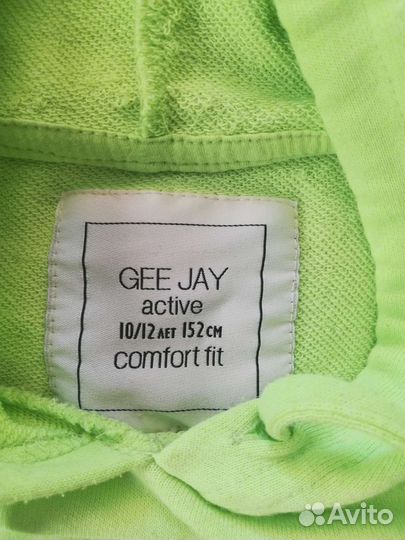 GEE JAY
active
10/12 ЛЕТ 152 СМ
comfort fit
Avito